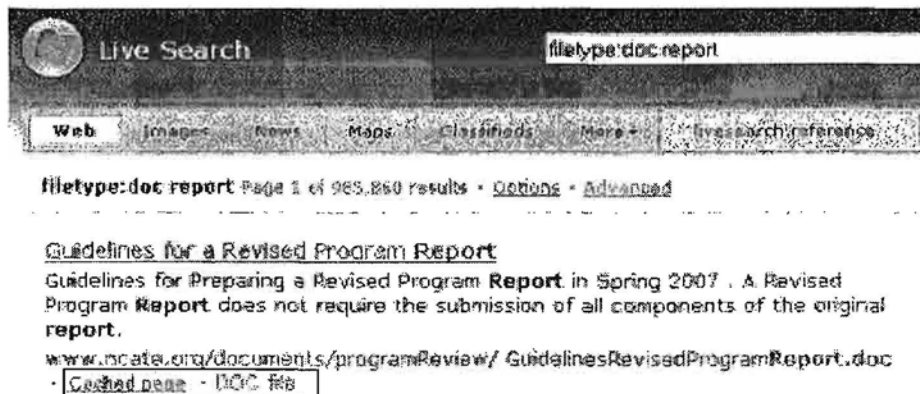 Live Search
filetype:doc report
Web Images News Maps Classifieds More livesearch reference
filetype:doc report Page 1 of 985,860 results · Options · Advanced
Guidelines for a Revised Program Report
Guidelines for Preparing a Revised Program Report in Spring 2007 . A Revised
Program Report does not require the submission of all components of the original
report.
www.ncate.org/documents/programReview/ GuidelinesRevisedProgramReport.doc
· Cached page · DOC file